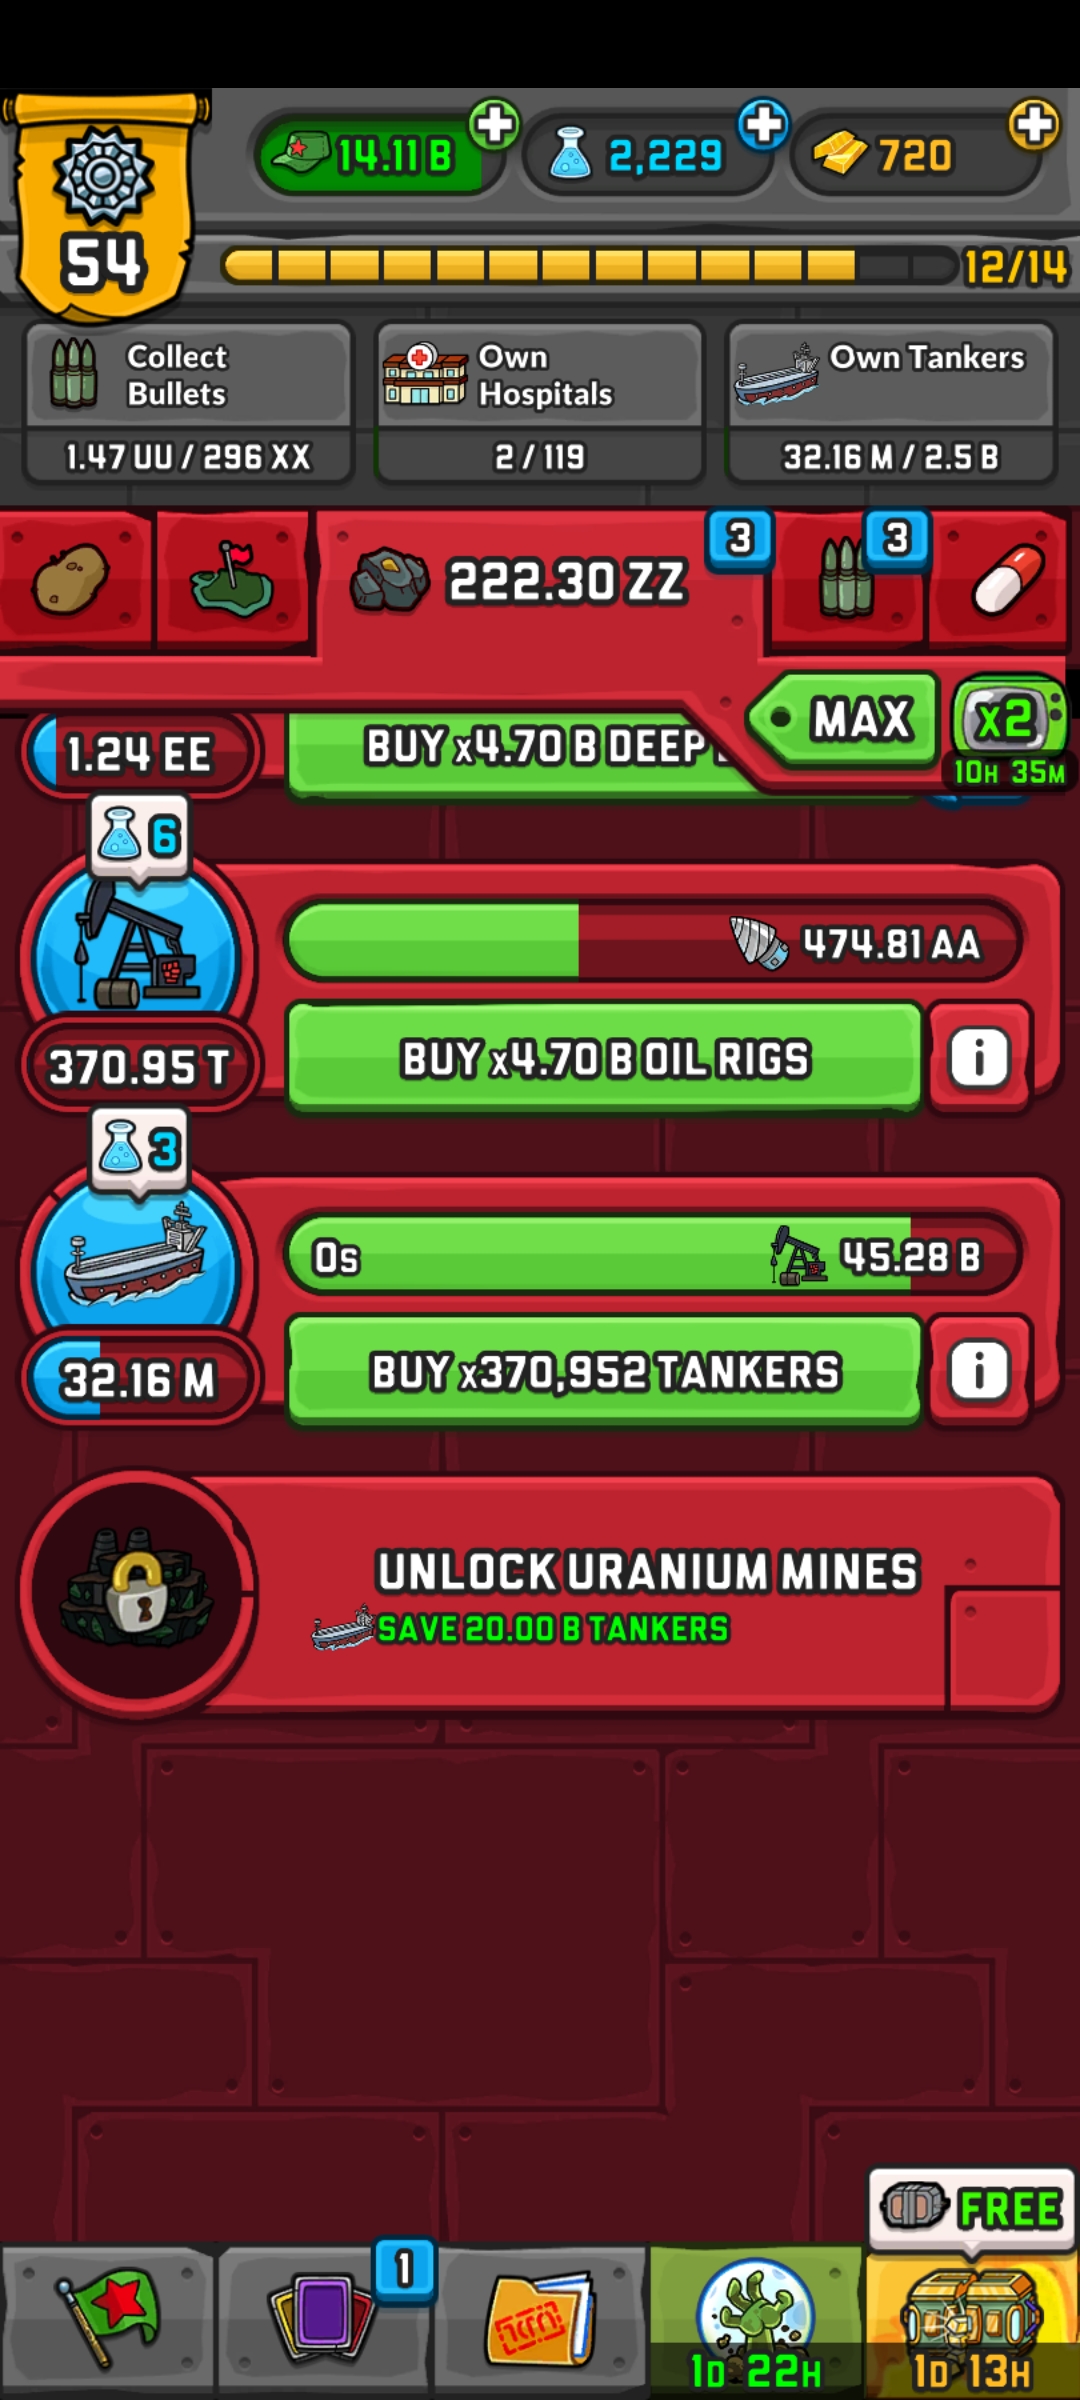 14.11 B
2,229
720
54
12/14
Collect
Bullets
Own
Hospitals
Own Tankers
1.47 UU / 296 XX
2 / 119
32.16 M / 2.5 B
222.30 ZZ
3
3
MAX
x2
10H 35M
1.24 EE
BUY x4.70 B DEEP
6
474.81 AA
370.95 T
BUY x4.70 B OIL RIGS
i
3
0s
45.28 B
32.16 M
BUY x370,952 TANKERS
i
UNLOCK URANIUM MINES
SAVE 20.00 B TANKERS
FREE
1
1D 22H
1D 13H